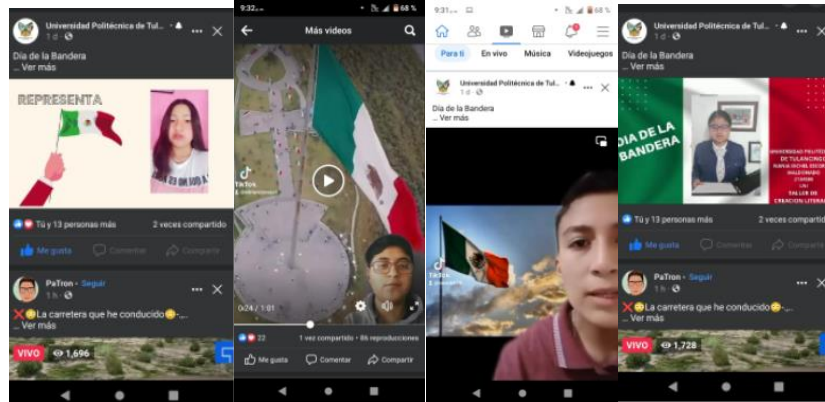 Universidad Politécnica de Tul...
1 d
Día de la Bandera
... Ver más
REPRESENTA
Tú y 13 personas más
2 veces compartido
Me gusta
Comentar
Compartir
PaTron · Seguir
1 h
La carretera que he conducido
... Ver más
VIVO
1,696
9:32
68 %
Más videos
TikTok
0:24 / 1:01
22
1 vez compartido • 86 reproducciones
Me gusta
Comentar
Compartir
9:31
68 %
Para ti
En vivo
Música
Videojuegos
Universidad Politécnica de Tul...
1 d
Día de la Bandera
... Ver más
TikTok
Universidad Politécnica de Tul...
1 d
Día de la Bandera
... Ver más
DIA DE LA
BANDERA
UNIVERSIDAD POLITÉC
DE TULANCINGO
MALDONADO
TALLER DE
CREACION LITERAR
Tú y 13 personas más
2 veces compartido
Me gusta
Comentar
Compartir
PaTron · Seguir
1 h
La carretera que he conducido
... Ver más
VIVO
1,728